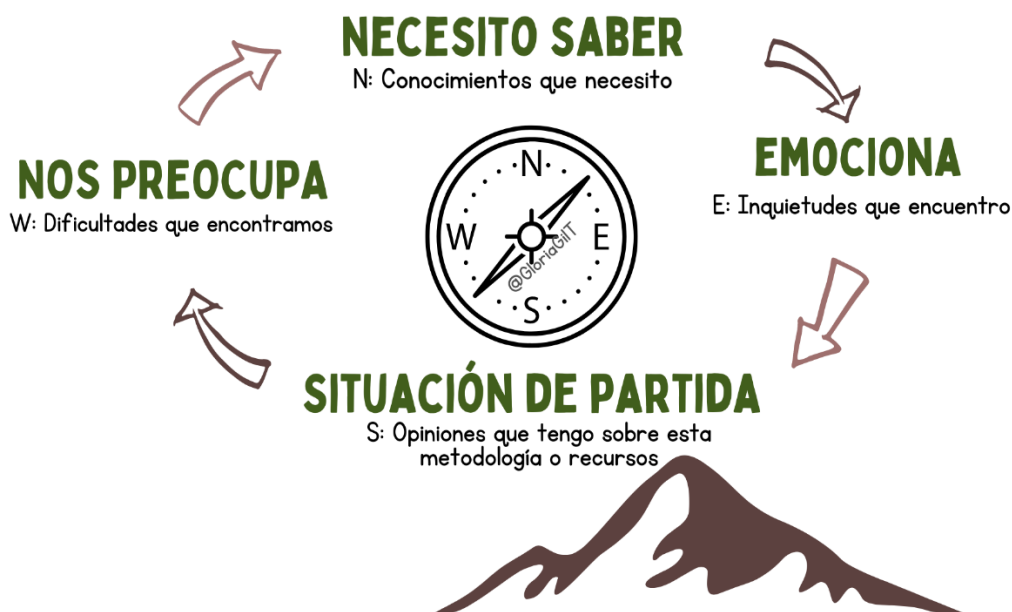 NECESITO SABER
N: Conocimientos que necesito
EMOCIONA
E: Inquietudes que encuentro
NOS PREOCUPA
W: Dificultades que encontramos
N
W
E
S
@GloriaGilT
SITUACIÓN DE PARTIDA
S: Opiniones que tengo sobre esta
metodología o recursos